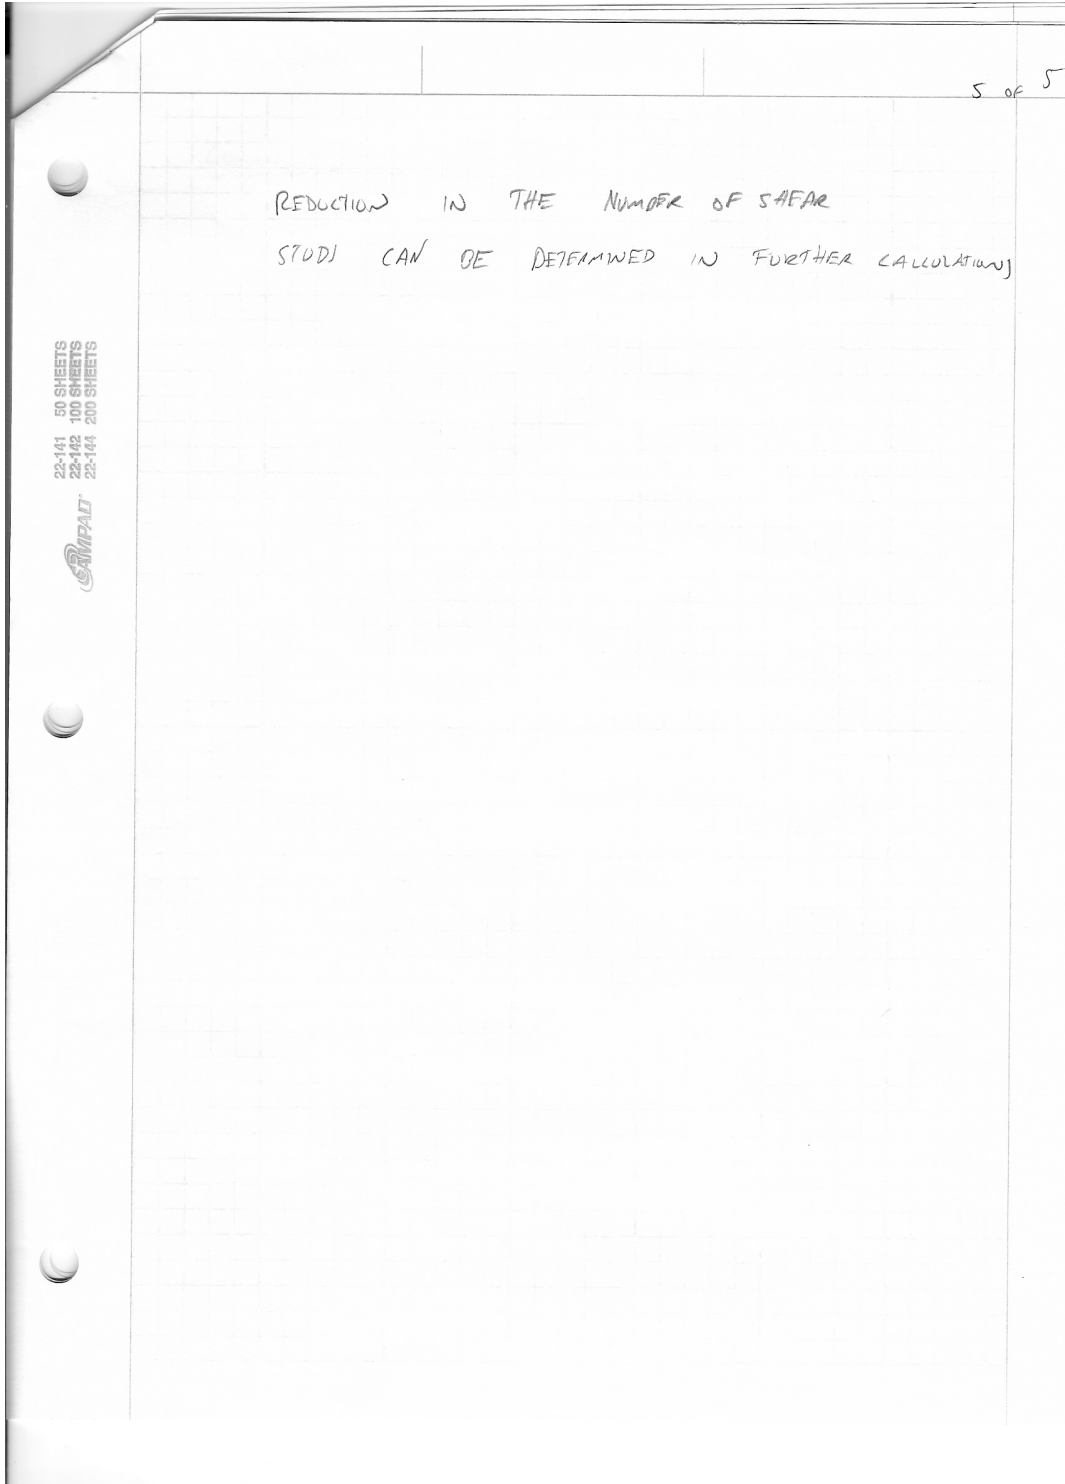 5 OF 5
REDUCTION IN THE NUMBER OF SHEAR
STUDS CAN BE DETERMINED IN FURTHER CALCULATIONS
22-141 50 SHEETS
22-142 100 SHEETS
22-144 200 SHEETS
AMPAD